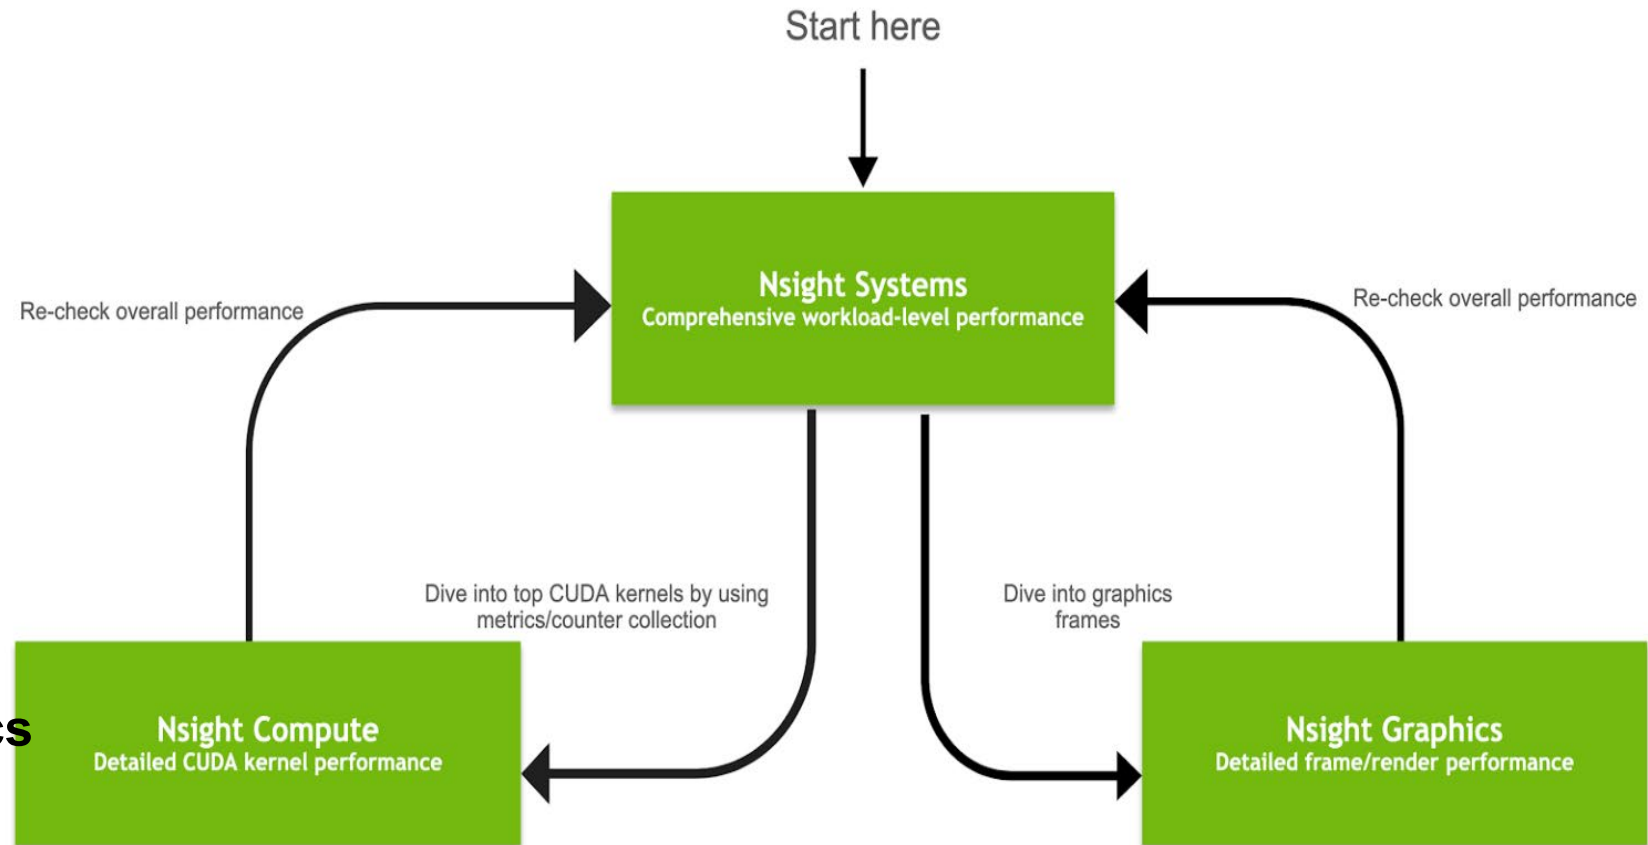 Start here
Nsight Systems
Comprehensive workload-level performance
Re-check overall performance
Re-check overall performance
Dive into top CUDA kernels by using
metrics/counter collection
Dive into graphics
frames
Nsight Compute
Detailed CUDA kernel performance
Nsight Graphics
Detailed frame/render performance